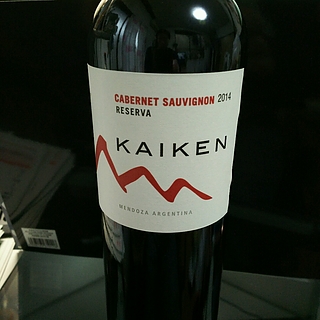 CABERNET SAUVIGNON 2014
RESERVA
KAIKEN
MENDOZA ARGENTINA